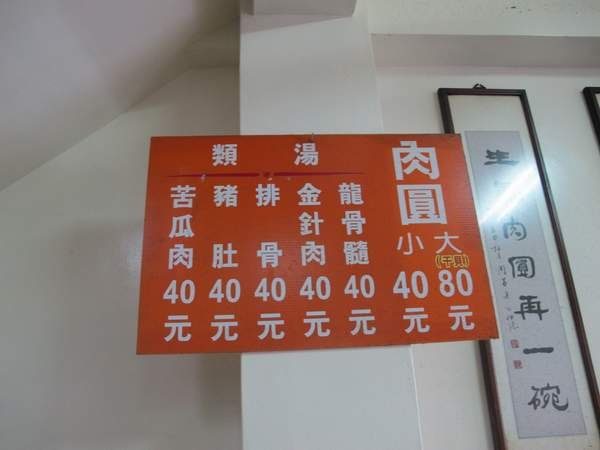 肉圓
大(干貝)80元
小40元
湯類
龍骨髓40元
金針肉40元
排骨40元
豬肚40元
苦瓜肉40元
肉圓再一碗